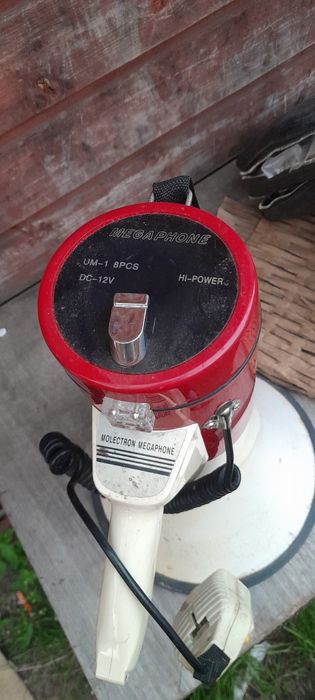 MEGAPHONE
UM-1 8PCS
DC-12V HI-POWER
MOLECTRON MEGAPHONE